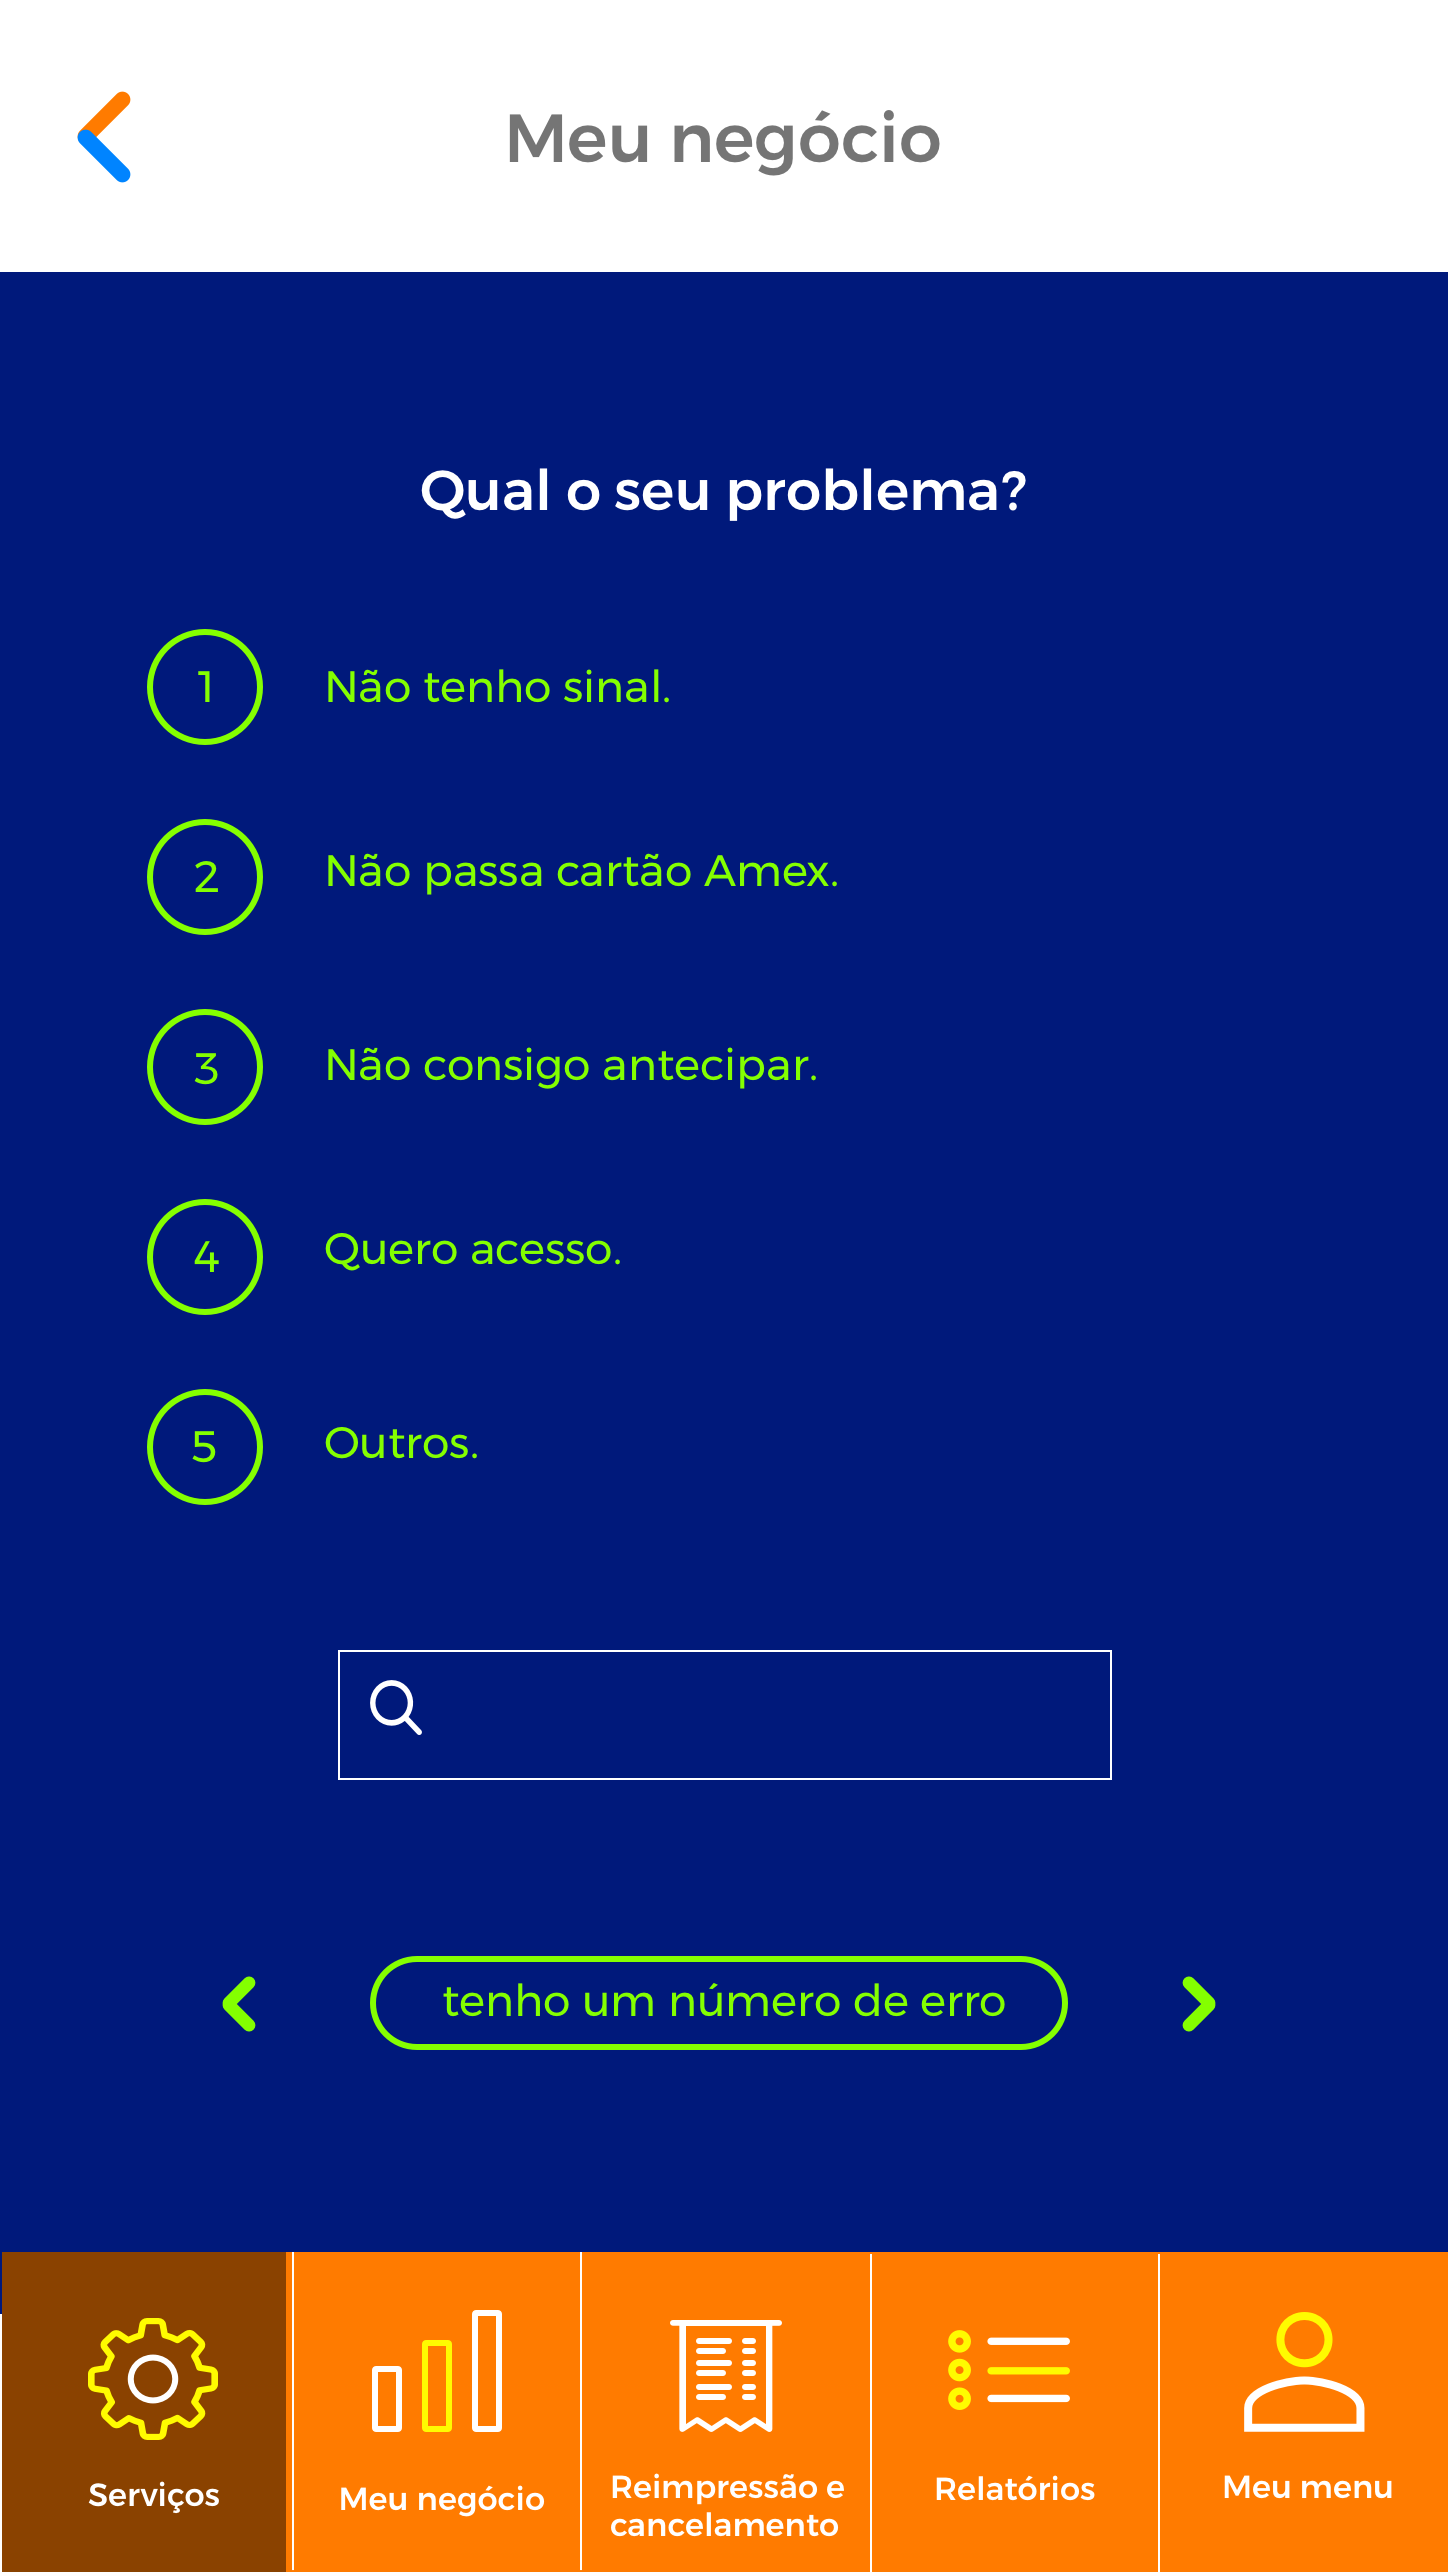 Meu negócio
Qual o seu problema?
1 Não tenho sinal.
2 Não passa cartão Amex.
3 Não consigo antecipar.
4 Quero acesso.
5 Outros.
tenho um número de erro
Serviços
Meu negócio
Reimpressão e
cancelamento
Relatórios
Meu menu